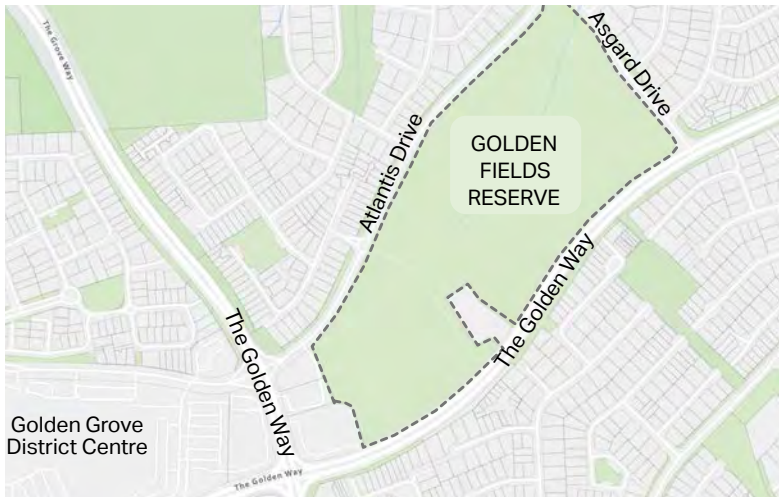 The Grove Way
Asgard Drive
Atlantis Drive
GOLDEN
FIELDS
RESERVE
The Golden Way
The Golden Way
Golden Grove
District Centre
The Golden Way